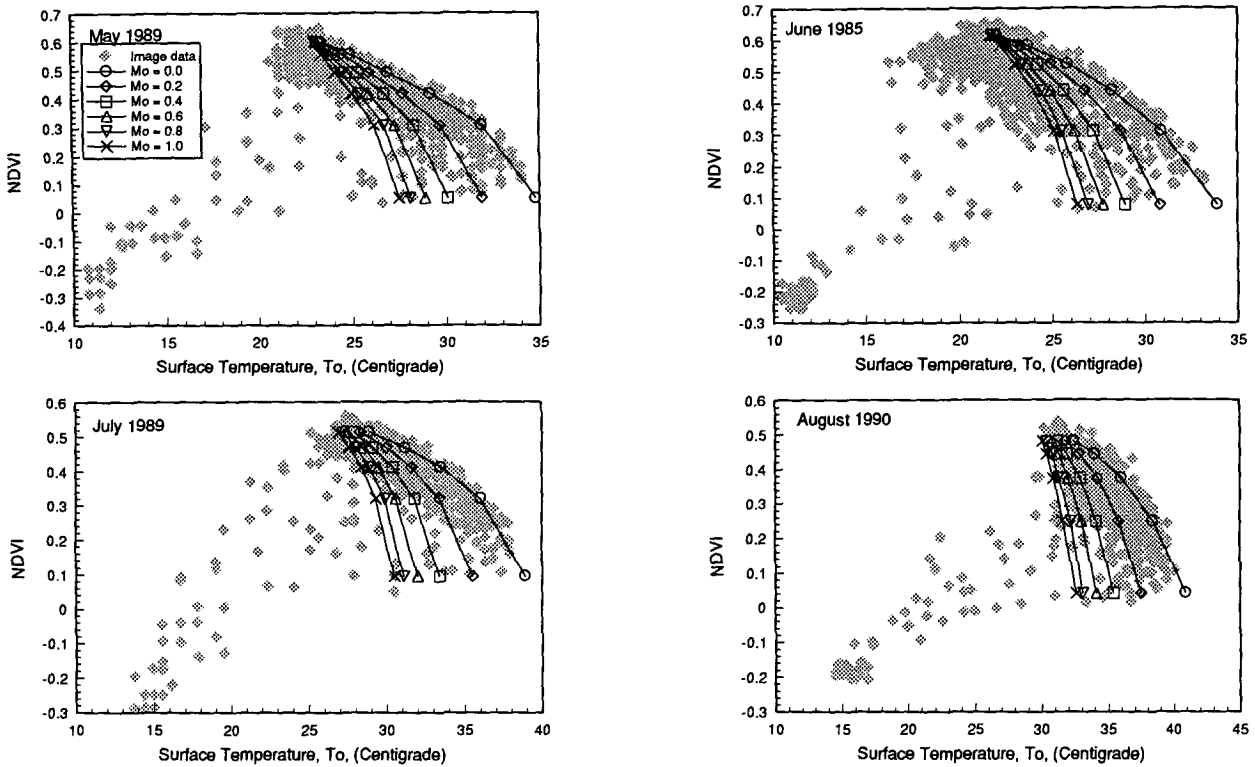 May 1989
Image data
Mo = 0.0
Mo = 0.2
Mo = 0.4
Mo = 0.6
Mo = 0.8
Mo = 1.0
0.7
0.6
0.5
0.4
0.3
0.2
0.1
0
-0.1
-0.2
-0.3
-0.4
NDVI
10 15 20 25 30 35
Surface Temperature, To, (Centigrade)
June 1985
0.7
0.6
0.5
0.4
0.3
0.2
0.1
0
-0.1
-0.2
-0.3
NDVI
10 15 20 25 30 35
Surface Temperature, To, (Centigrade)
July 1989
0.6
0.5
0.4
0.3
0.2
0.1
0
-0.1
-0.2
-0.3
NDVI
10 15 20 25 30 35 40
Surface Temperature, To, (Centigrade)
August 1990
0.6
0.5
0.4
0.3
0.2
0.1
0
-0.1
-0.2
-0.3
NDVI
10 15 20 25 30 35 40 45
Surface Temperature, To, (Centigrade)